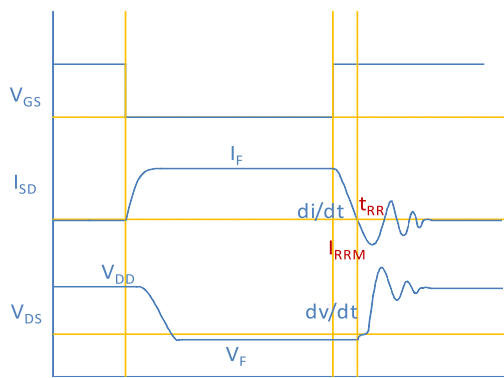 V_GS
I_F
I_SD
t_RR
di/dt
I_RRM
V_DD
V_DS
dv/dt
V_F